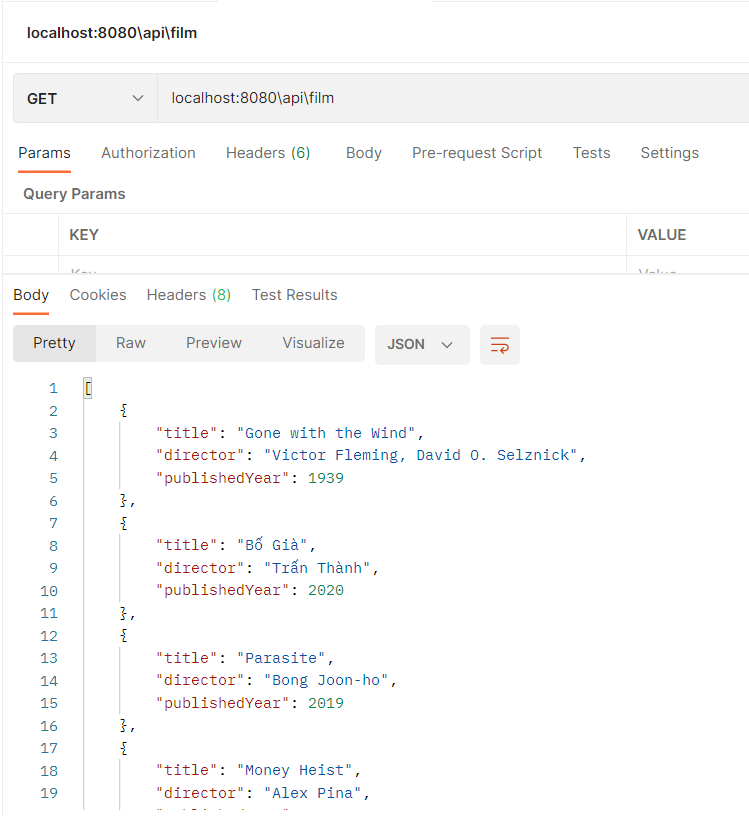 localhost:8080\api\film
GET localhost:8080\api\film
Params Authorization Headers (6) Body Pre-request Script Tests Settings
Query Params
KEY VALUE
Body Cookies Headers (8) Test Results
Pretty Raw Preview Visualize JSON
1 [
2 {
3 "title": "Gone with the Wind",
4 "director": "Victor Fleming, David O. Selznick",
5 "publishedYear": 1939
6 },
7 {
8 "title": "Bố Già",
9 "director": "Trấn Thành",
10 "publishedYear": 2020
11 },
12 {
13 "title": "Parasite",
14 "director": "Bong Joon-ho",
15 "publishedYear": 2019
16 },
17 {
18 "title": "Money Heist",
19 "director": "Alex Pina",